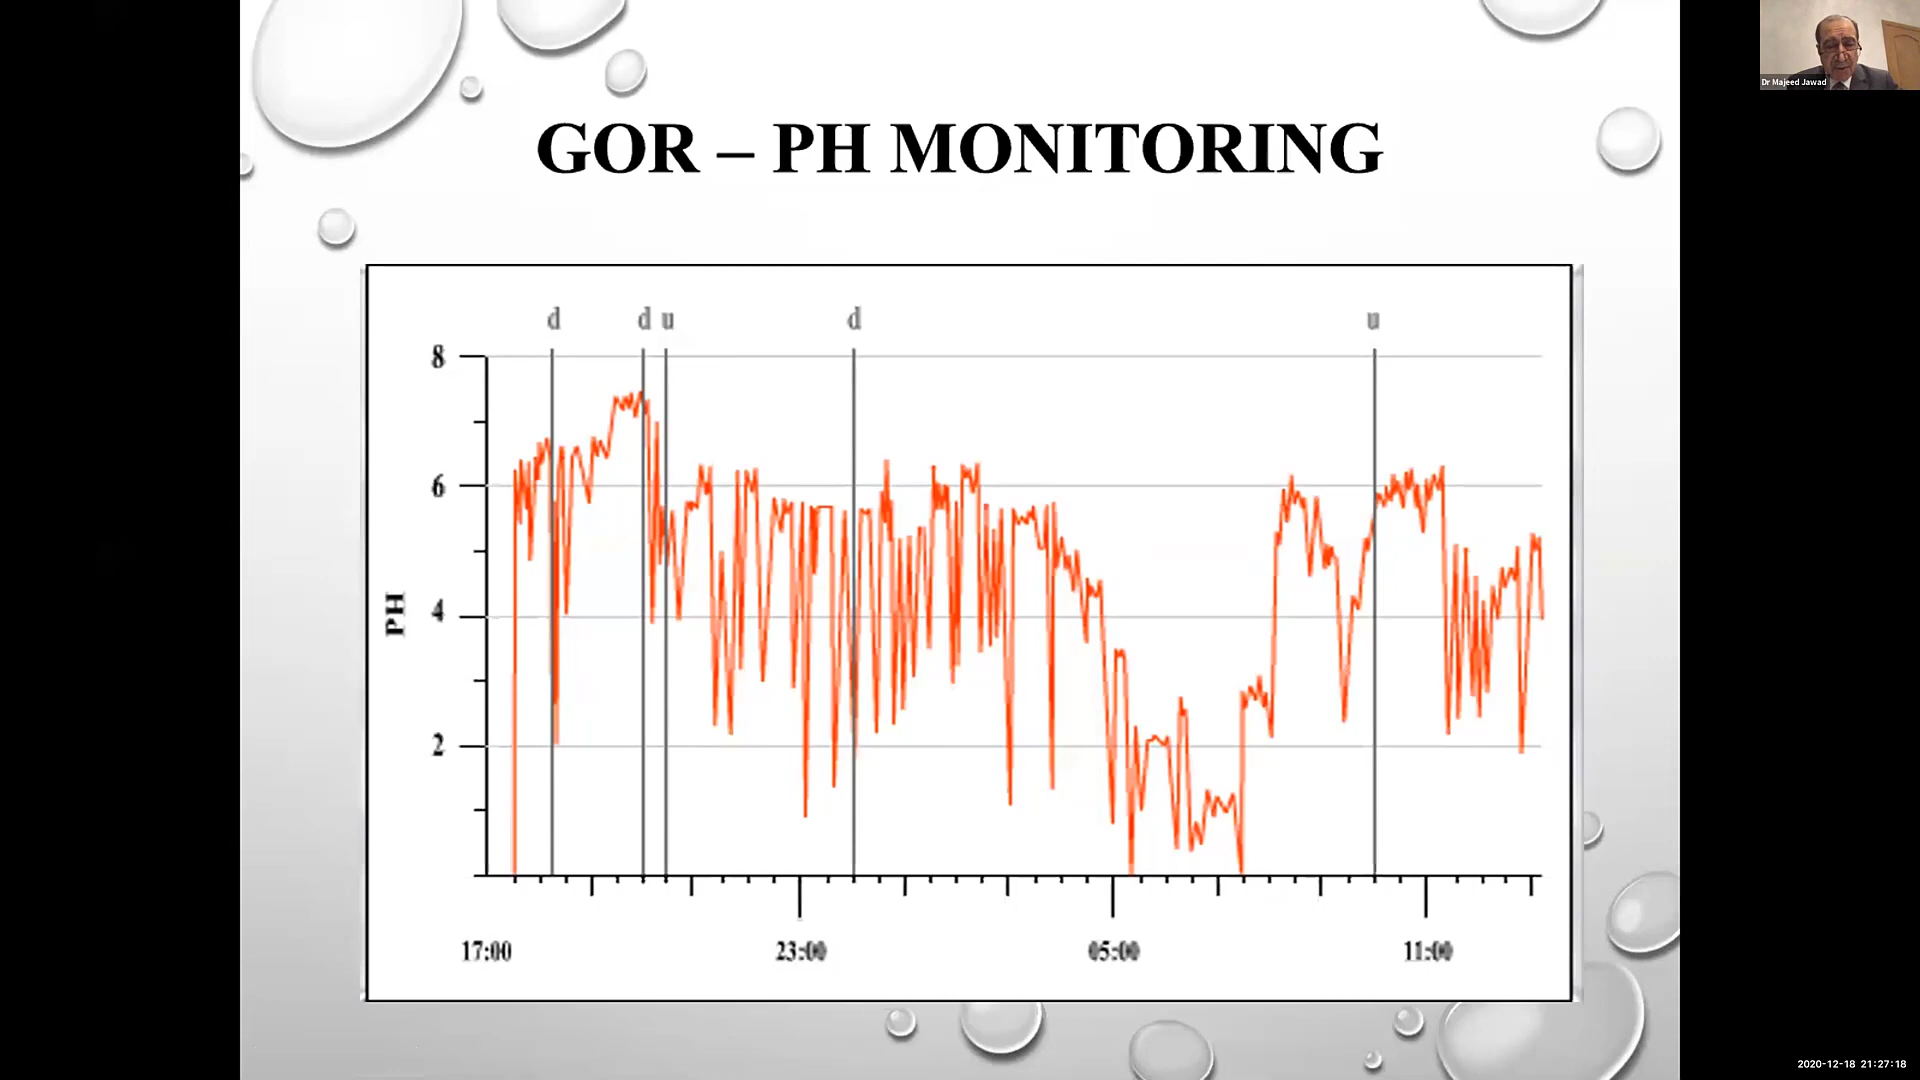 Dr Majeed Jawad
GOR – PH MONITORING
d d u d u
8
6
4
2
PH
17:00 23:00 05:00 11:00
2020-12-18 21:27:18